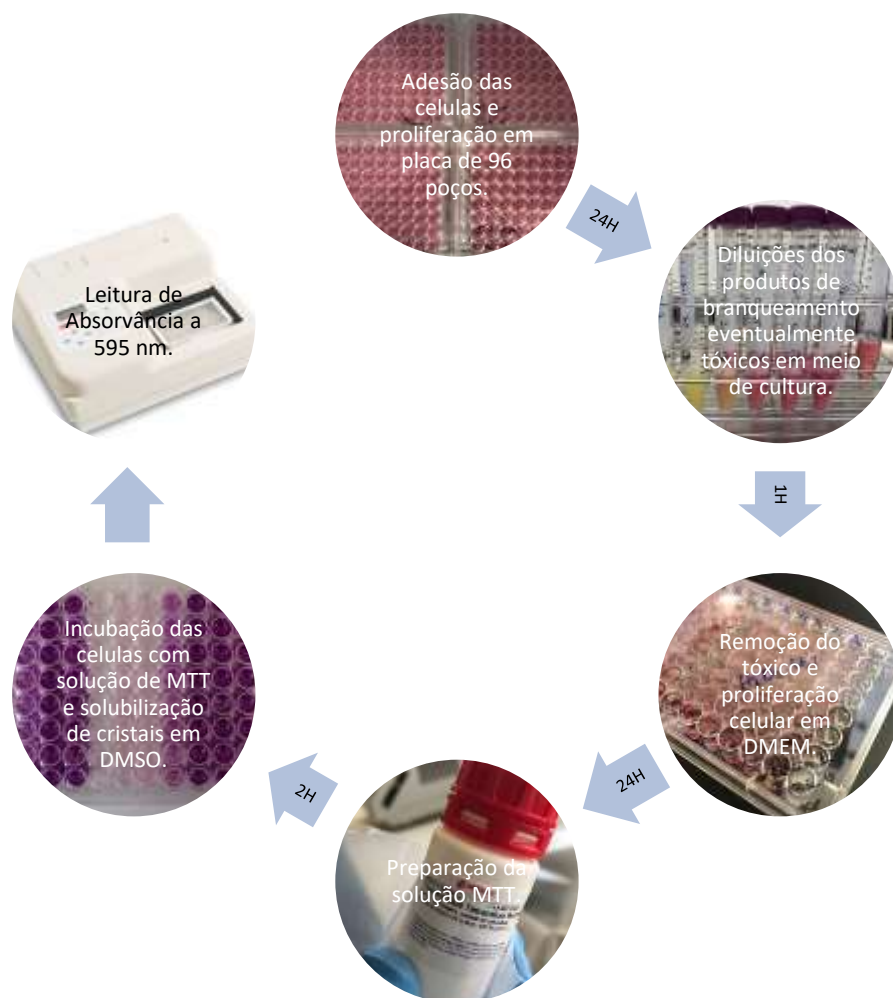 Adesão das
celulas e
proliferação em
placa de 96
poços.
24H
Diluições dos
produtos de
branqueamento
eventualmente
tóxicos em meio
de cultura.
1H
Remoção do
tóxico e
proliferação
celular em
DMEM.
24H
Preparação da
solução MTT.
2H
Incubação das
celulas com
solução de MTT
e solubilização
de cristais em
DMSO.
Leitura de
Absorvância a
595 nm.